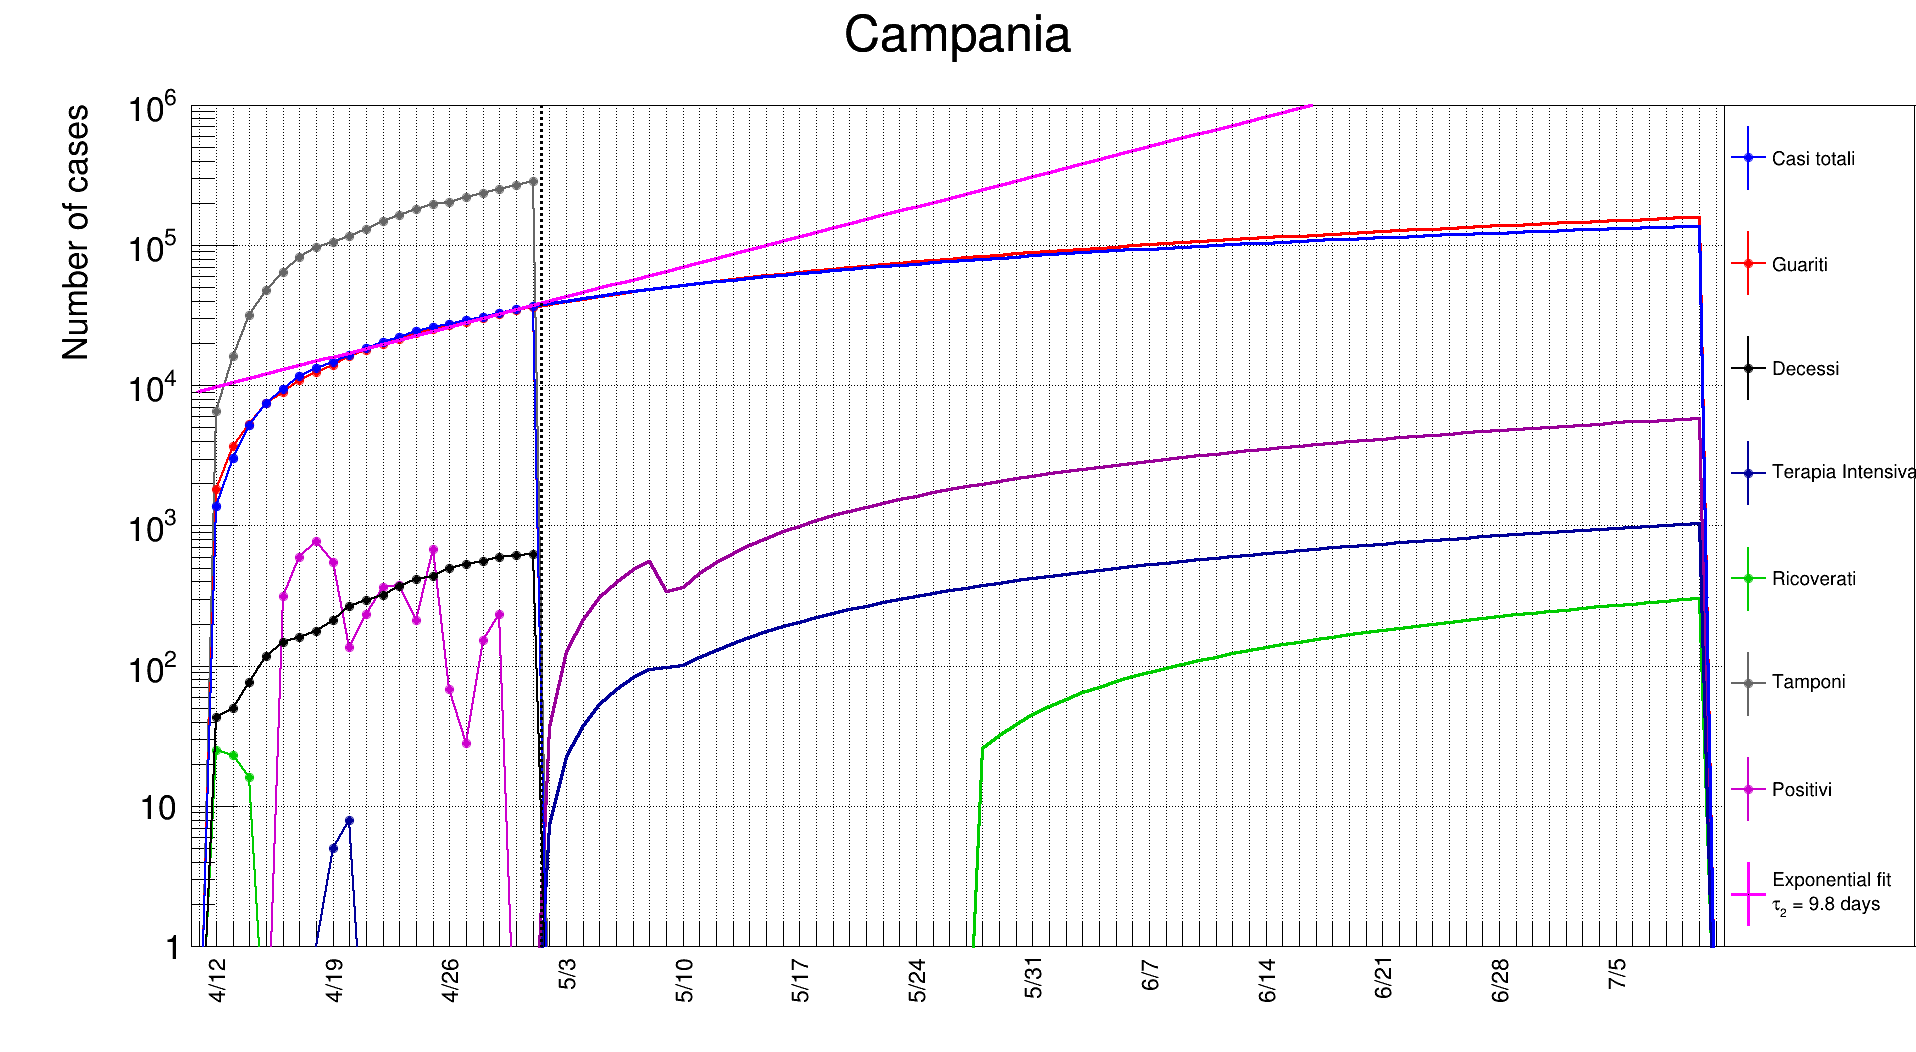 Campania
Number of cases
10^6
10^5
10^4
10^3
10^2
10
1
4/12
4/19
4/26
5/3
5/10
5/17
5/24
5/31
6/7
6/14
6/21
6/28
7/5
Casi totali
Guariti
Decessi
Terapia Intensiva
Ricoverati
Tamponi
Positivi
Exponential fit
τ₂ = 9.8 days